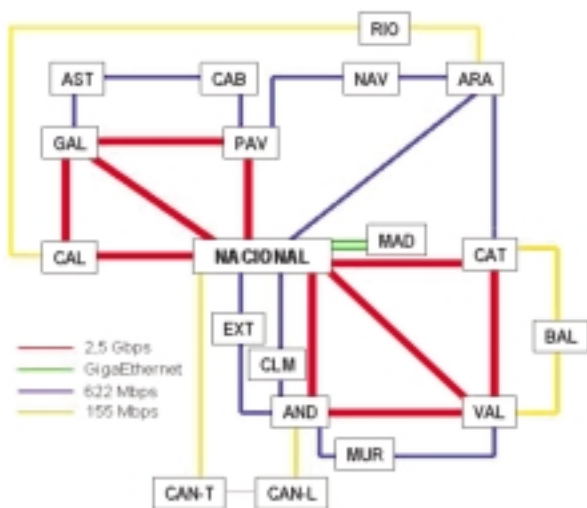 RIO
AST
CAB
NAV
ARA
GAL
PAV
CAL
NACIONAL
MAD
CAT
EXT
BAL
CLM
2,5 Gbps
GigaEthernet
622 Mbps
155 Mbps
AND
VAL
MUR
CAN-T
CAN-L